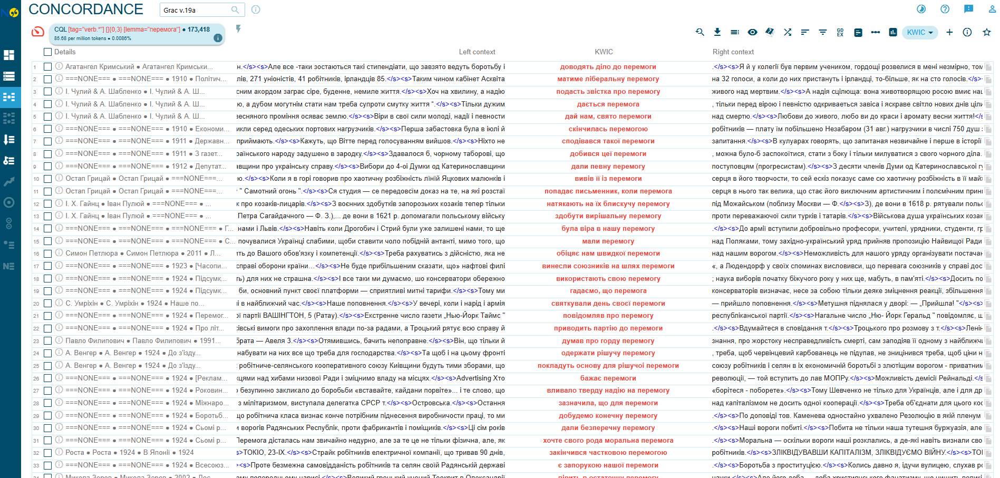 CONCORDANCE Grac v.19a
CQL [tag="verb.*"] []{0,3} [lemma="перемога"] ● 173,418
85.68 per million tokens ● 0.0086%
GD EX KWIC
Details Left context KWIC Right context
1 Агатангел Кримський ● Агатангел Кримськи... н.</s><s>Але все -таки зостаються такі стипендіати, що завзято ведуть боротьбу і доводять діло до перемоги .</s><s>Я й у колегії був первим учеником, гордощі розвелися в мені незмірно, том
2 ===NONE=== ● ===NONE=== ● 1910 ● Політич... лів, 271 уніоністів, 41 робітників, ірландців 85.</s><s>Таким чином кабінет Асквіта матиме ліберальну перемогу на 32 голоси, а коли до них пристануть і ірландці, то-більше, як на сто голосів.</s>
3 І. Чулий & А. Шабленко ● І. Чулий & А. Ш... сним акордом заграє сіре, буденне, немиле життя.</s><s>Хоч на хвилину, а надію подасть звістка про перемогу живого над мертвим.</s><s>А надія сцілюща: вона животворящою росою вмиє наш
4 І. Чулий & А. Шабленко ● І. Чулий & А. Ш... ю, а дубом могутнім стати нам треба супроти смутку життя “.</s><s>Тільки дужим дається перемога , тільки перед вірою і певністю одкривається завіса і яскраве світло нових днів ціли
5 І. Чулий & А. Шабленко ● І. Чулий & А. Ш... весняного проміння осяває землю.</s><s>Віри в свої сили молоді, надії і певности дай нам, свято перемоги над смертю.</s><s>Любови до живого, любо ви до краси і аромату весни життя!</s
6 ===NONE=== ● ===NONE=== ● 1910 ● Економи... икли серед одеських портових нагрузчиків.</s><s>Перша забастовка була в іюлі й скінчилась перемогою робітників — плату їм побільшено Незабаром (31 авг.) нагрузчики в числі 750 душ
7 ===NONE=== ● ===NONE=== ● 1911 ● Державн... приймають.</s><s>Кажуть, що Вітте перед голосуванням вийшов.</s><s>Ніхто не сподівався такої перемоги запитання.</s><s>В кулуарах говорять, що запитаная незвичайне і перше в історії
8 ===NONE=== ● ===NONE=== ● 1911 ● З газет... раїнського народу задушено в зародку.</s><s>Здавалося б, чорному таборові, що добився цеї перемоги , можна було-б заспокоїтися, стати з боку і тільки милуватися з свого чорного діла.
9 ===NONE=== ● ===NONE=== ● 1912 ● Депутат... авщини про українську справу.</s><s>Вибори до 4-оі Думки од Катеринославщини дали певну перемогу поступовцям (прогресистам).</s><s>З десяти членів Думи од Катеринославської гу
10 Остап Грицай ● Остап Грицай ● ===NONE===... ю.</s><s>Коли я в горі говорив про хаотичну розбіжність лїній Яцкових малюнків і вивів її із перемоги серця в його творчости, то сей ескіз показує саме сю хаотичну розбіжність в її май
11 Остап Грицай ● Остап Грицай ● ===NONE===... " Самотний огонь ".</s><s>Ся студия — се передовсїм доказ на те, на які розстаї попадає письменник, коли перемога серця в нього так велика, що стає його виключним артистичним і полємічним прин
12 І. Х. Гайнц ● Іван Пулюй ● ===NONE=== ● ... к про козаків-лицарів.</s><s>З воєнних здобутків запорозьких козаків тепер тільки натякають на їх блискучу перемогу під Можайськом (поблизу Москви — Ф.</s><s>З), де вони в 1618 р. рятували поль
13 І. Х. Гайнц ● Іван Пулюй ● ===NONE=== ● ... Петра Сагайдачного — Ф. З.),... де вони в 1621 р. допомагали польському війську здобути вирішальну перемогу проти переважаючої сили турків і татарів.</s><s>Військова душа українських козак
14 ===NONE=== ● ===NONE=== ● ===NONE=== ● Г... нами і Львів.</s><s>Навіть коли Дрогобич і Стрий були уже залишені нами, то ще була віра в нашу перемогу .</s><s>До армії вступили добровільно професори, учителі, урядники, студенти, гр
15 ===NONE=== ● ===NONE=== ● ===NONE=== ● С... почувалися Українці слабими, щоби ставити чоло побідній антанті, мимо того, що мали перемогу над Поляками, тому західно-український уряд прийняв пропозицію Найвищої Ради
16 Симон Петлюра ● Симон Петлюра ● 2011 ● Л... ить до Вашого обов'язку і компетенції.</s><s>Треба рахуватись з дійсністю, яка не обіцяє нам швидкої перемоги над нашим ворогом.</s><s>Неможливість для нашого уряду організувати постачан
17 ===NONE=== ● ===NONE=== ● 1923 ● [Часопи... справі оборони країни...</s><s>Не буде прибільшеним сказати, що» нафтові филі винесли союзників на шлях перемоги «, а Людендорф у своїх споминах висловивси, що перевага союзників у справі дос
18 ===NONE=== ● ===NONE=== ● 1924 ● Підсумк... ть) для них не страшна.</s><s>І все таки ми думаємо, шо консерватори обережно використають свою перемогу ; наука виборів початку біжучого року у них ще, мабуть, в пам'яті.</s><s>Досить по
19 ===NONE=== ● ===NONE=== ● 1924 ● Підсумк... би, основний пункт своєї платформи — сприятливі митні тарифи.</s><s>Тому ми гадаємо, що перемога консерваторів визначає, несе за собою тільки деяке зміцнення реакції, збільшення
20 С. Умріхін ● С. Умріхін ● 1924 ● Наше по... і в найближчий час.</s><s>Наше поповнення.</s><s>У вечері, коли і нарід і армія святкували день своєї перемоги — прийшло поповнення.</s><s>Метушня піднялася у дворі: — „Прийшла! "</s><s>
21 ===NONE=== ● ===NONE=== ● 1924 ● Перемог... ої партії ВАШІНГТОН, 5 (Ратау).</s><s>Екстренне число газети „Нью-Йорк Таймс " повідомляв про перемогу республіканської партії.</s><s>Нагальне число „Ню- Йорк Геральд " повідомляє, щ
22 ===NONE=== ● ===NONE=== ● 1924 ● Про літ... івські вимоги про захоплення влади по-за радами, а Троцький рятує всю справу й приводить партію до перемоги .</s><s>Вдумайтеся в сповідання т.</s><s>Троцького про розмову з т.</s><s>Ленін
23 Павло Филипович ● Павло Филипович ● 1991... брата — Авеля 3.</s><s>Отямившись, бачить непоправне.</s><s>Він, що тільки й думав про горду перемогу знання, про жорстоку несправедливість смерті, сам заподіяв її одному з найближчи
24 А. Венгер ● А. Венгер ● 1924 ● До з'їзду... набувати на них все що треба для господарства.</s><s>Та щоб і на цьому фронті одержати рішучу перемогу , треба, щоб червінцевий карбованець не підупав, не зницінився треба, щоб ціни н
25 А. Венгер ● А. Венгер ● 1924 ● До з'їзду... робітниче-селянського кооперативного союзу Київщини будуть тими зборами, що покладуть основу для рішучої перемоги союзу робітників і селян в їх економічній боротьбі з злютіщим ворогом - приватним
26 ===NONE=== ● ===NONE=== ● 1924 ● [Реклам... кцями над хибами низової Ради і зміцнимо владу на місцях.</s><s>Advertising Хто бажає перемоги революції, — той вступить до лав МОПРу.</s><s>Можливість демісії Рейнальді.</s
27 ===NONE=== ● ===NONE=== ● 1924 ● Роковин... безупинно закликало до боробьби «вставайте, кайдани порвіте»... і те слово, що вливало тверду надію на перемогу «борітеся - поборете».</s><s>Тому Шевченко не тільки для Українців, але і для др
28 ===NONE=== ● ===NONE=== ● 1924 ● Міжнаро... з мілітаризмом, виступала делегатка СРСР т.</s><s>Островська.</s><s>Остання зазначила, що для перемоги над капіталізмом не досить одної кооперації.</s><s>Треба об'єднати для цього кос
29 ===NONE=== ● ===NONE=== ● 1924 ● Боротьб... що робітнича класа визнає конче потрібним піднесення виробничости праці, то ми добудемо конечну перемогу .</s><s>По доповіді тов. Каменева одностайно ухвалено Резолюцію в якій пленум
30 ===NONE=== ● ===NONE=== ● 1924 ● Сьомі р... и ворогів Радянських Республік, проти фабрикантів і поміщиків.</s><s>Ці сім років дали безперечну перемогу .</s><s>Наші вороги побиті.</s><s>Побита не тільки наша тутешня буржуазія, але
31 ===NONE=== ● ===NONE=== ● 1924 ● Сьомі р... Перемога дісталась нам звичайно недурно, але за те це не тільки фізична, але, як хочте свого рода моральна перемога .</s><s>Моральна — оскільки вороги наші розклались, а де-які навіть визнали сво
32 Роста ● Роста ● 1924 ● В Японії ● 1924 s>ТОКІО, 23-IX.</s><s>Страйк робітників електричної компанії, що тривав 90 днів, закінчився частковою перемогою робітників.</s><s>ЗЛІКВІДУВАВШИ КАПІТАЛІЗМ, ЗЛІКВІДУЄМО ВІЙНУ.</s><s>ТОІ
33 ===NONE=== ● ===NONE=== ● 1924 ● Всесоюз... <s>Проте безмежна самовідданість робітників та селян своїй Радянській державі є запорукою нашої перемоги .</s><s>Боротьба з проституцією.</s><s>Колись давно я, ідучи вулицею, слухав ро